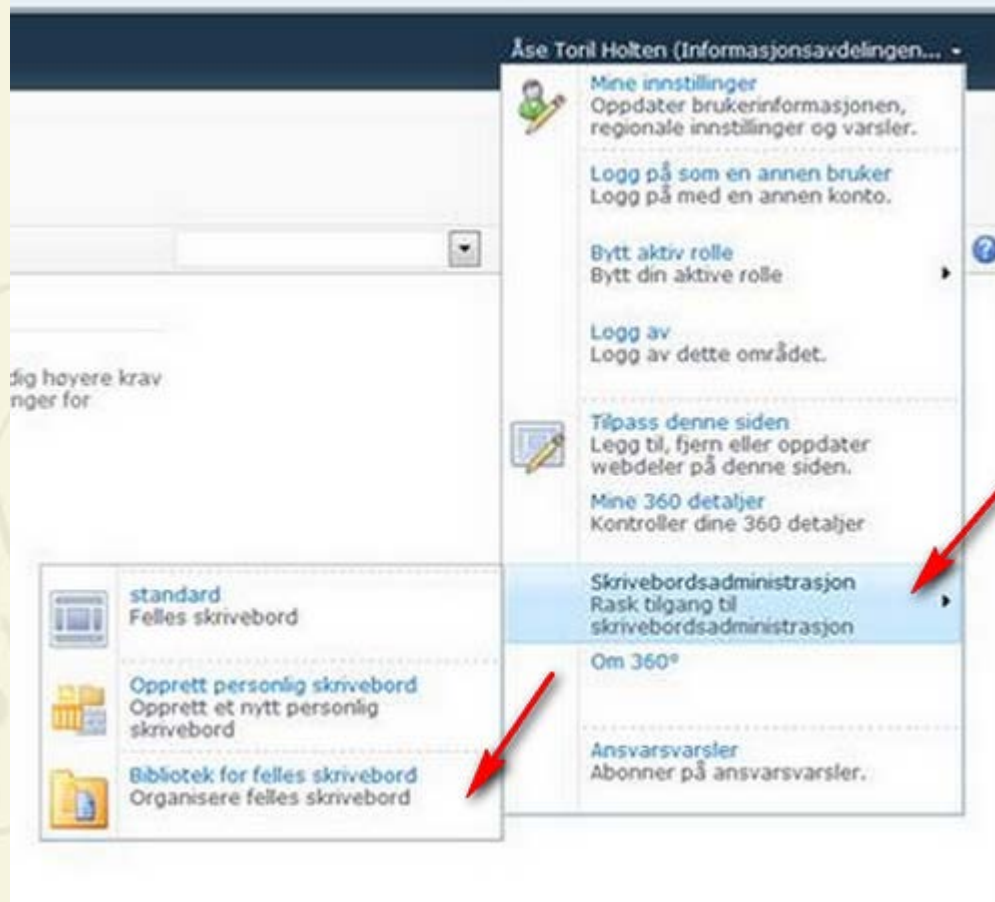 Åse Toril Holten (Informasjonsavdelingen...
Mine innstillinger
Oppdater brukerinformasjonen,
regionale innstillinger og varsler.
Logg på som en annen bruker
Logg på med en annen konto.
Bytt aktiv rolle
Bytt din aktive rolle
Logg av
Logg av dette området.
dig høyere krav
nger for
Tilpass denne siden
Legg til, fjern eller oppdater
webdeler på denne siden.
Mine 360 detaljer
Kontroller dine 360 detaljer
Skrivebordsadministrasjon
Rask tilgang til
skrivebordsadministrasjon
Om 360°
Ansvarsvarsler
Abonner på ansvarsvarsler.
standard
Felles skrivebord
Opprett personlig skrivebord
Opprett et nytt personlig
skrivebord
Bibliotek for felles skrivebord
Organisere felles skrivebord